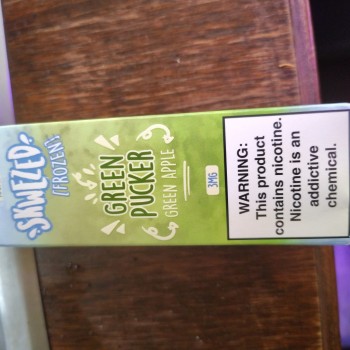 SKWEZED
FROZEN
GREEN
PUCKER
GREEN APPLE
3MG
WARNING:
This product
contains nicotine.
Nicotine is an
addictive
chemical.